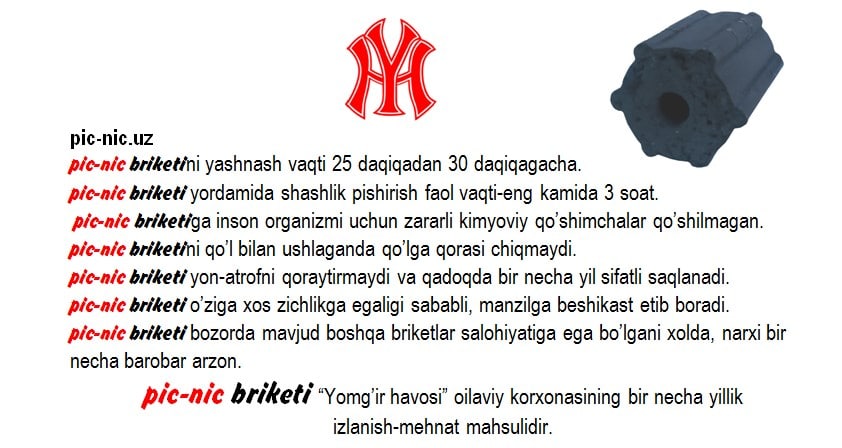 YH
pic-nic.uz
pic-nic briketini yashnash vaqti 25 daqiqadan 30 daqiqagacha.
pic-nic briketi yordamida shashlik pishirish faol vaqti-eng kamida 3 soat.
pic-nic briketiga inson organizmi uchun zararli kimyoviy qo’shimchalar qo’shilmagan.
pic-nic briketini qo’l bilan ushlaganda qo’lga qorasi chiqmaydi.
pic-nic briketi yon-atrofni qoraytirmaydi va qadoqda bir necha yil sifatli saqlanadi.
pic-nic briketi o’ziga xos zichlikga egaligi sababli, manzilga beshikast etib boradi.
pic-nic briketi bozorda mavjud boshqa briketlar salohiyatiga ega bo’lgani xolda, narxi bir
necha barobar arzon.
pic-nic briketi “Yomg’ir havosi” oilaviy korxonasining bir necha yillik
izlanish-mehnat mahsulidir.